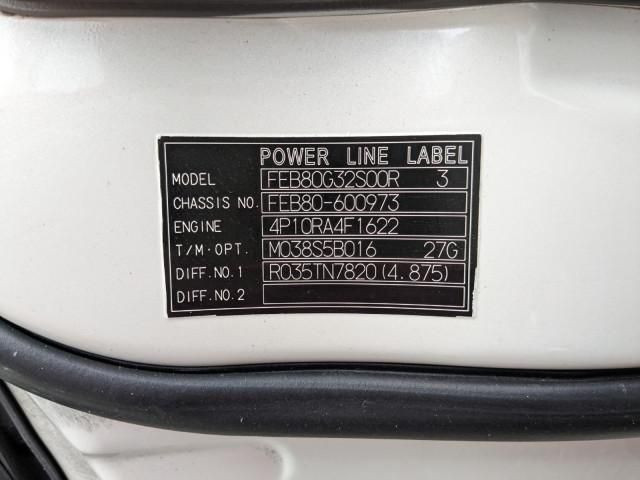 POWER LINE LABEL
MODEL FEB80G32S00R 3
CHASSIS NO. FEB80-600973
ENGINE 4P10RA4F1622
T/M·OPT. M038S5B016 27G
DIFF.NO.1 R035TN7820(4.875)
DIFF.NO.2